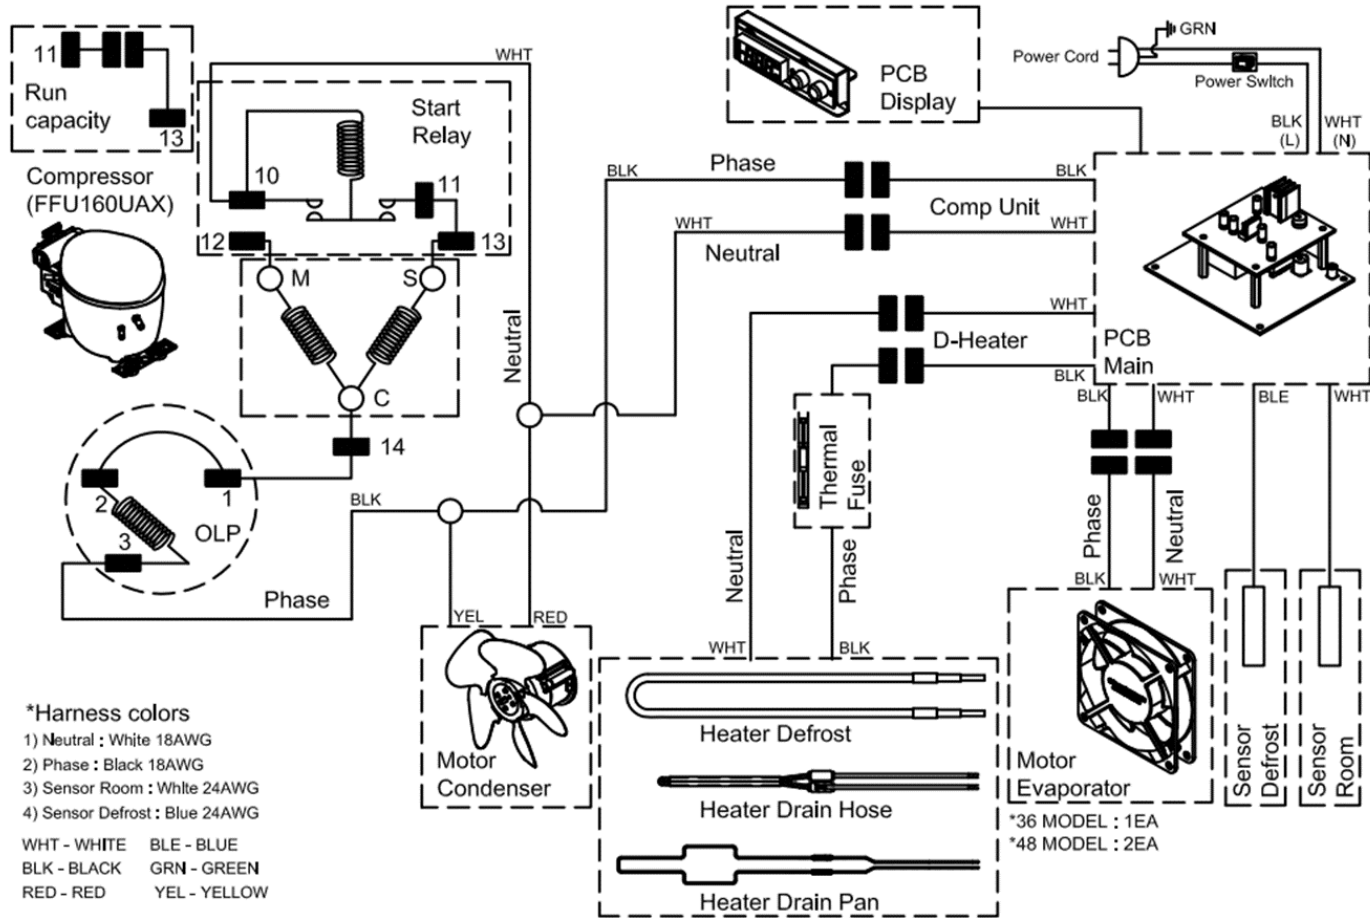 11
Run
capacity
13
Compressor
(FFU160UAX)
WHT
Start
Relay
10
11
12
13
M
S
C
14
2
1
3
OLP
BLK
Phase
Neutral
YEL
RED
Motor
Condenser
PCB
Display
Power Cord
GRN
Power Switch
BLK
(L)
WHT
(N)
BLK
Phase
BLK
Comp Unit
WHT
Neutral
WHT
WHT
D-Heater
BLK
PCB
Main
Thermal
Fuse
Neutral
Phase
WHT
BLK
Heater Defrost
Heater Drain Hose
Heater Drain Pan
BLK
WHT
BLE
WHT
Phase
Neutral
BLK
WHT
Motor
Evaporator
*36 MODEL : 1EA
*48 MODEL : 2EA
Sensor
Defrost
Sensor
Room
*Harness colors
1) Neutral : White 18AWG
2) Phase : Black 18AWG
3) Sensor Room : White 24AWG
4) Sensor Defrost : Blue 24AWG
WHT - WHITE BLE - BLUE
BLK - BLACK GRN - GREEN
RED - RED YEL - YELLOW